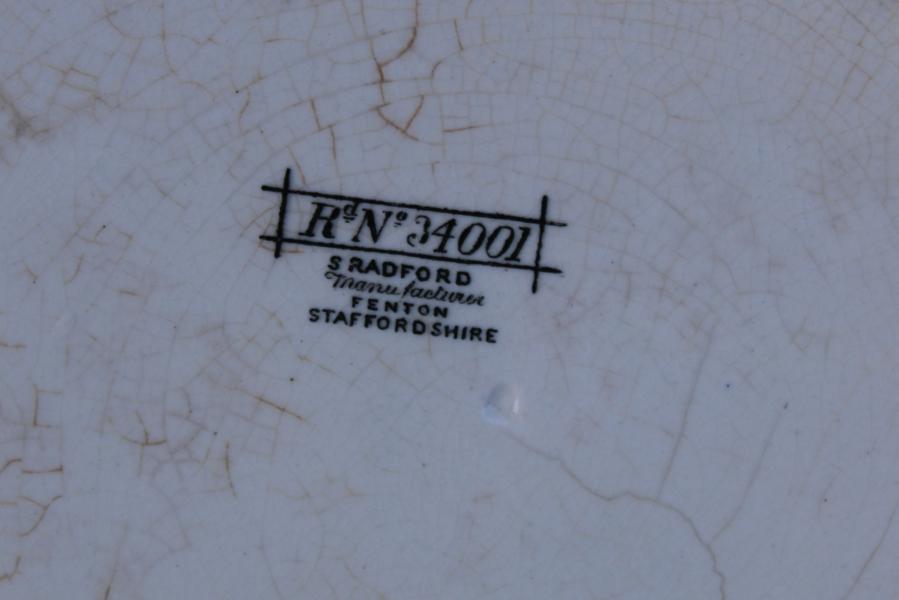 Rd No 34001
S RADFORD
Manufacturer
FENTON
STAFFORDSHIRE